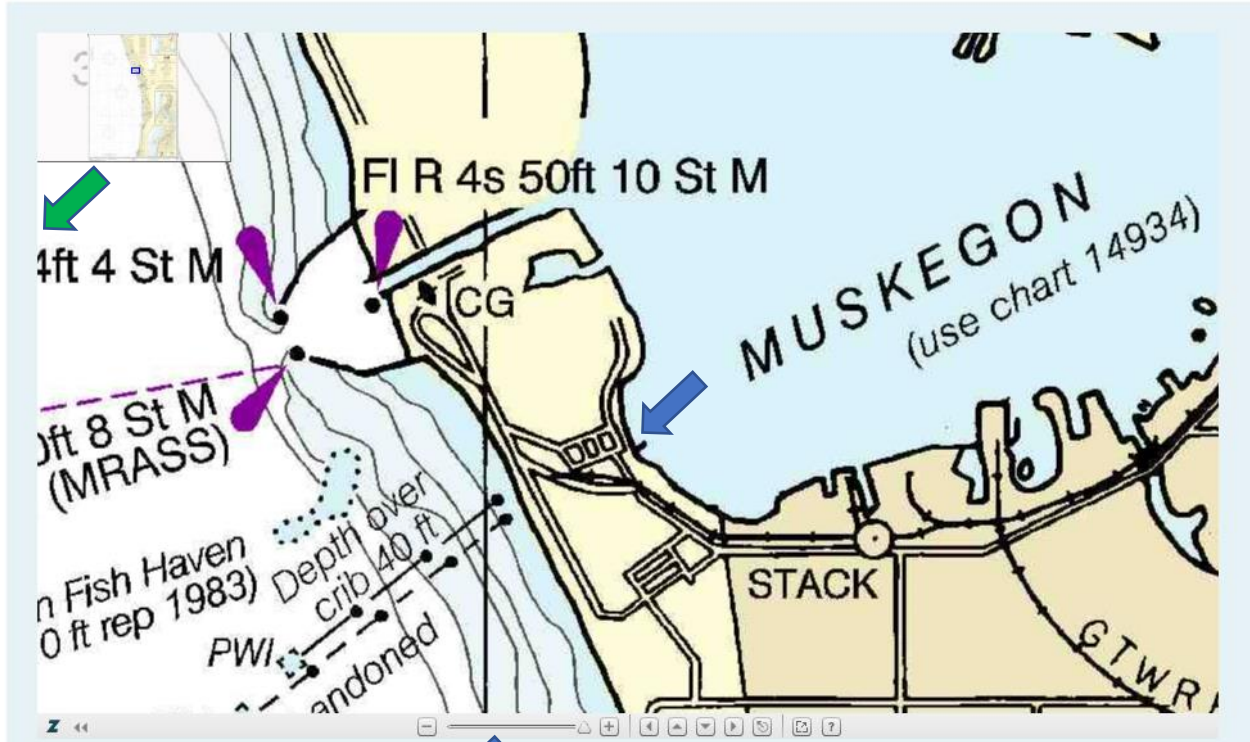 Fl R 4s 50ft 10 St M
4ft 4 St M
CG
MUSKEGON
(use chart 14934)
0ft 8 St M
(MRASS)
n Fish Haven
0 ft rep 1983)
Depth over
crib 40 ft
PWI
andoned
STACK
GTWR
Z
?